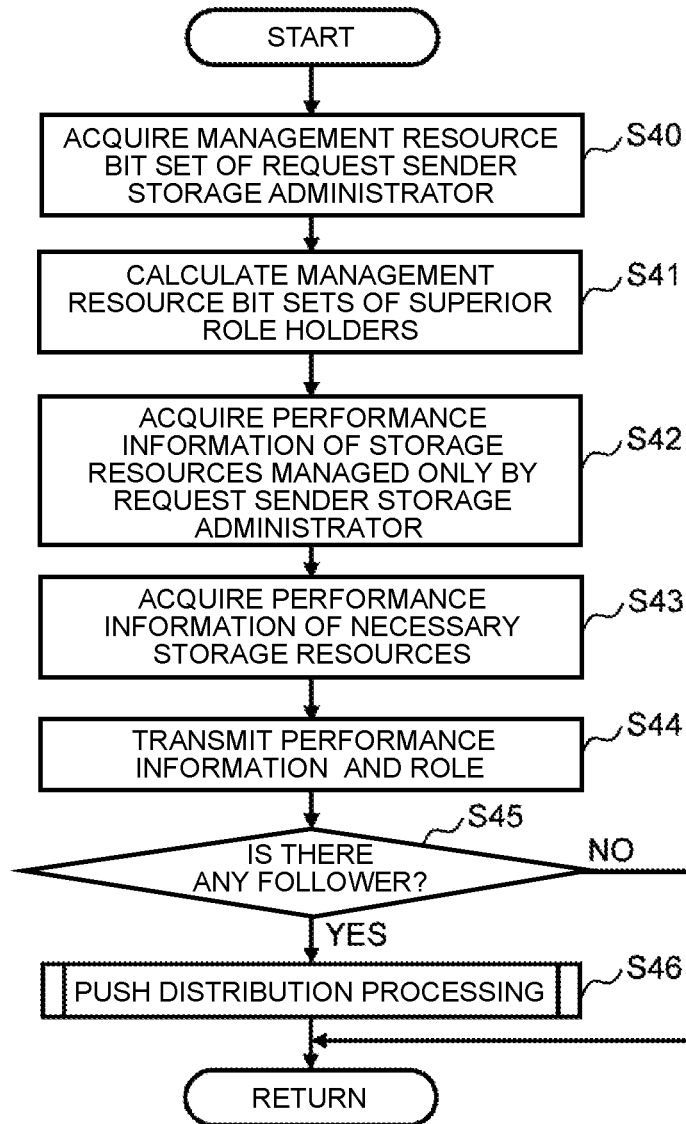 START
ACQUIRE MANAGEMENT RESOURCE
BIT SET OF REQUEST SENDER
STORAGE ADMINISTRATOR
S40
CALCULATE MANAGEMENT
RESOURCE BIT SETS OF SUPERIOR
ROLE HOLDERS
S41
ACQUIRE PERFORMANCE
INFORMATION OF STORAGE
RESOURCES MANAGED ONLY BY
REQUEST SENDER STORAGE
ADMINISTRATOR
S42
ACQUIRE PERFORMANCE
INFORMATION OF NECESSARY
STORAGE RESOURCES
S43
TRANSMIT PERFORMANCE
INFORMATION AND ROLE
S44
S45
IS THERE
ANY FOLLOWER?
NO
YES
PUSH DISTRIBUTION PROCESSING
S46
RETURN